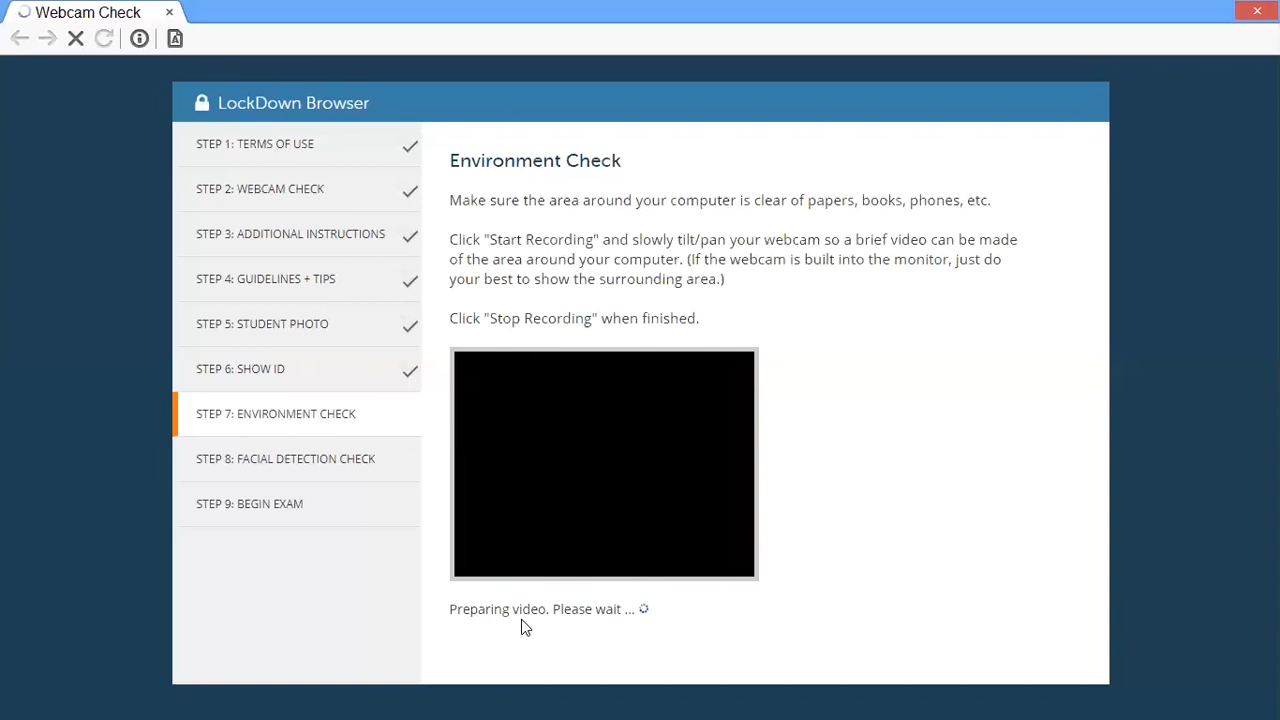 Webcam Check
LockDown Browser
STEP 1: TERMS OF USE
STEP 2: WEBCAM CHECK
STEP 3: ADDITIONAL INSTRUCTIONS
STEP 4: GUIDELINES + TIPS
STEP 5: STUDENT PHOTO
STEP 6: SHOW ID
STEP 7: ENVIRONMENT CHECK
STEP 8: FACIAL DETECTION CHECK
STEP 9: BEGIN EXAM
Environment Check
Make sure the area around your computer is clear of papers, books, phones, etc.
Click "Start Recording" and slowly tilt/pan your webcam so a brief video can be made
of the area around your computer. (If the webcam is built into the monitor, just do
your best to show the surrounding area.)
Click "Stop Recording" when finished.
Preparing video. Please wait ...